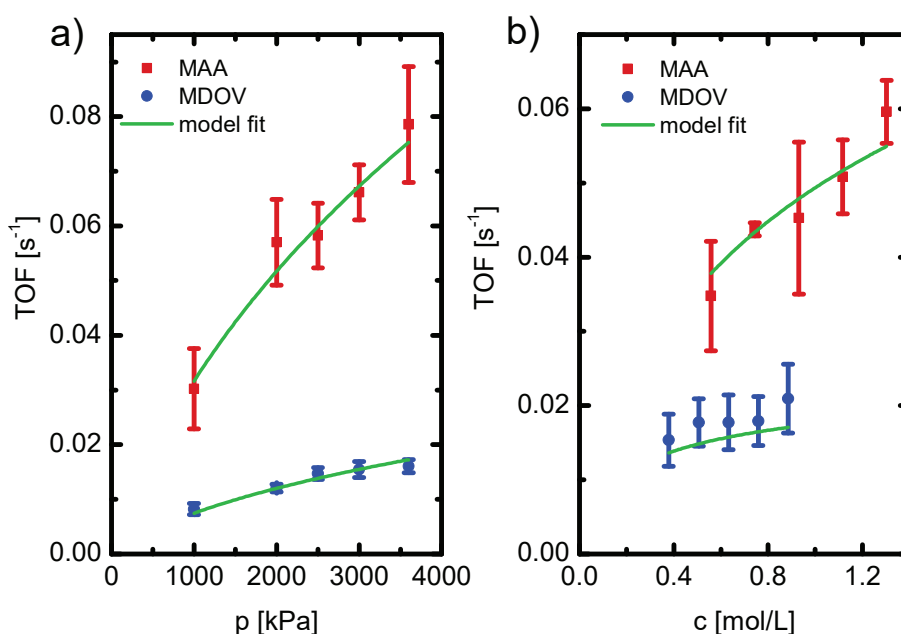 a)
MAA
MDOV
model fit
TOF [s⁻¹]
0.08
0.06
0.04
0.02
0.00
0 1000 2000 3000 4000
p [kPa]
b)
MAA
MDOV
model fit
TOF [s⁻¹]
0.06
0.04
0.02
0.00
0.0 0.4 0.8 1.2
c [mol/L]